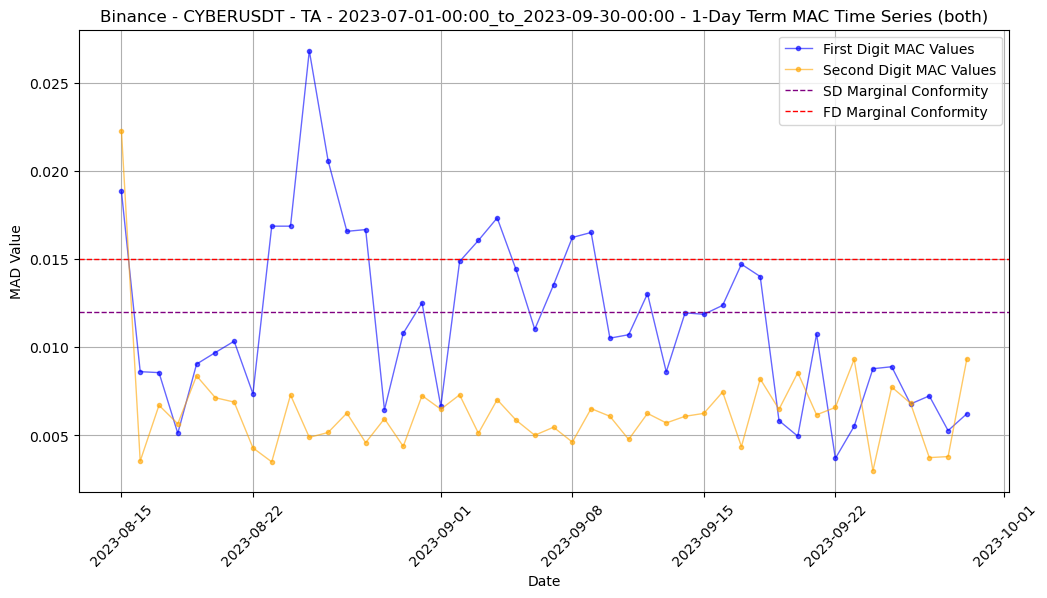 Binance - CYBERUSDT - TA - 2023-07-01-00:00_to_2023-09-30-00:00 - 1-Day Term MAC Time Series (both)
First Digit MAC Values
Second Digit MAC Values
SD Marginal Conformity
FD Marginal Conformity
MAD Value
0.025
0.020
0.015
0.010
0.005
2023-08-15
2023-08-22
2023-09-01
2023-09-08
2023-09-15
2023-09-22
2023-10-01
Date